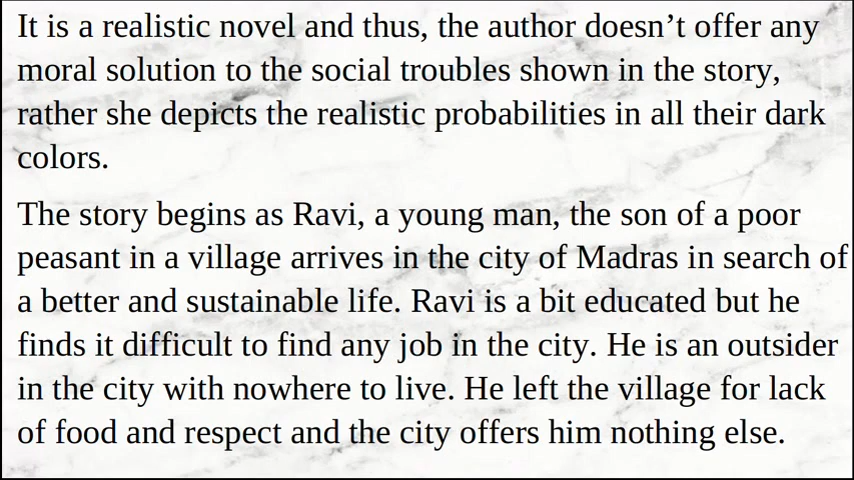 It is a realistic novel and thus, the author doesn’t offer any
moral solution to the social troubles shown in the story,
rather she depicts the realistic probabilities in all their dark
colors.
The story begins as Ravi, a young man, the son of a poor
peasant in a village arrives in the city of Madras in search of
a better and sustainable life. Ravi is a bit educated but he
finds it difficult to find any job in the city. He is an outsider
in the city with nowhere to live. He left the village for lack
of food and respect and the city offers him nothing else.